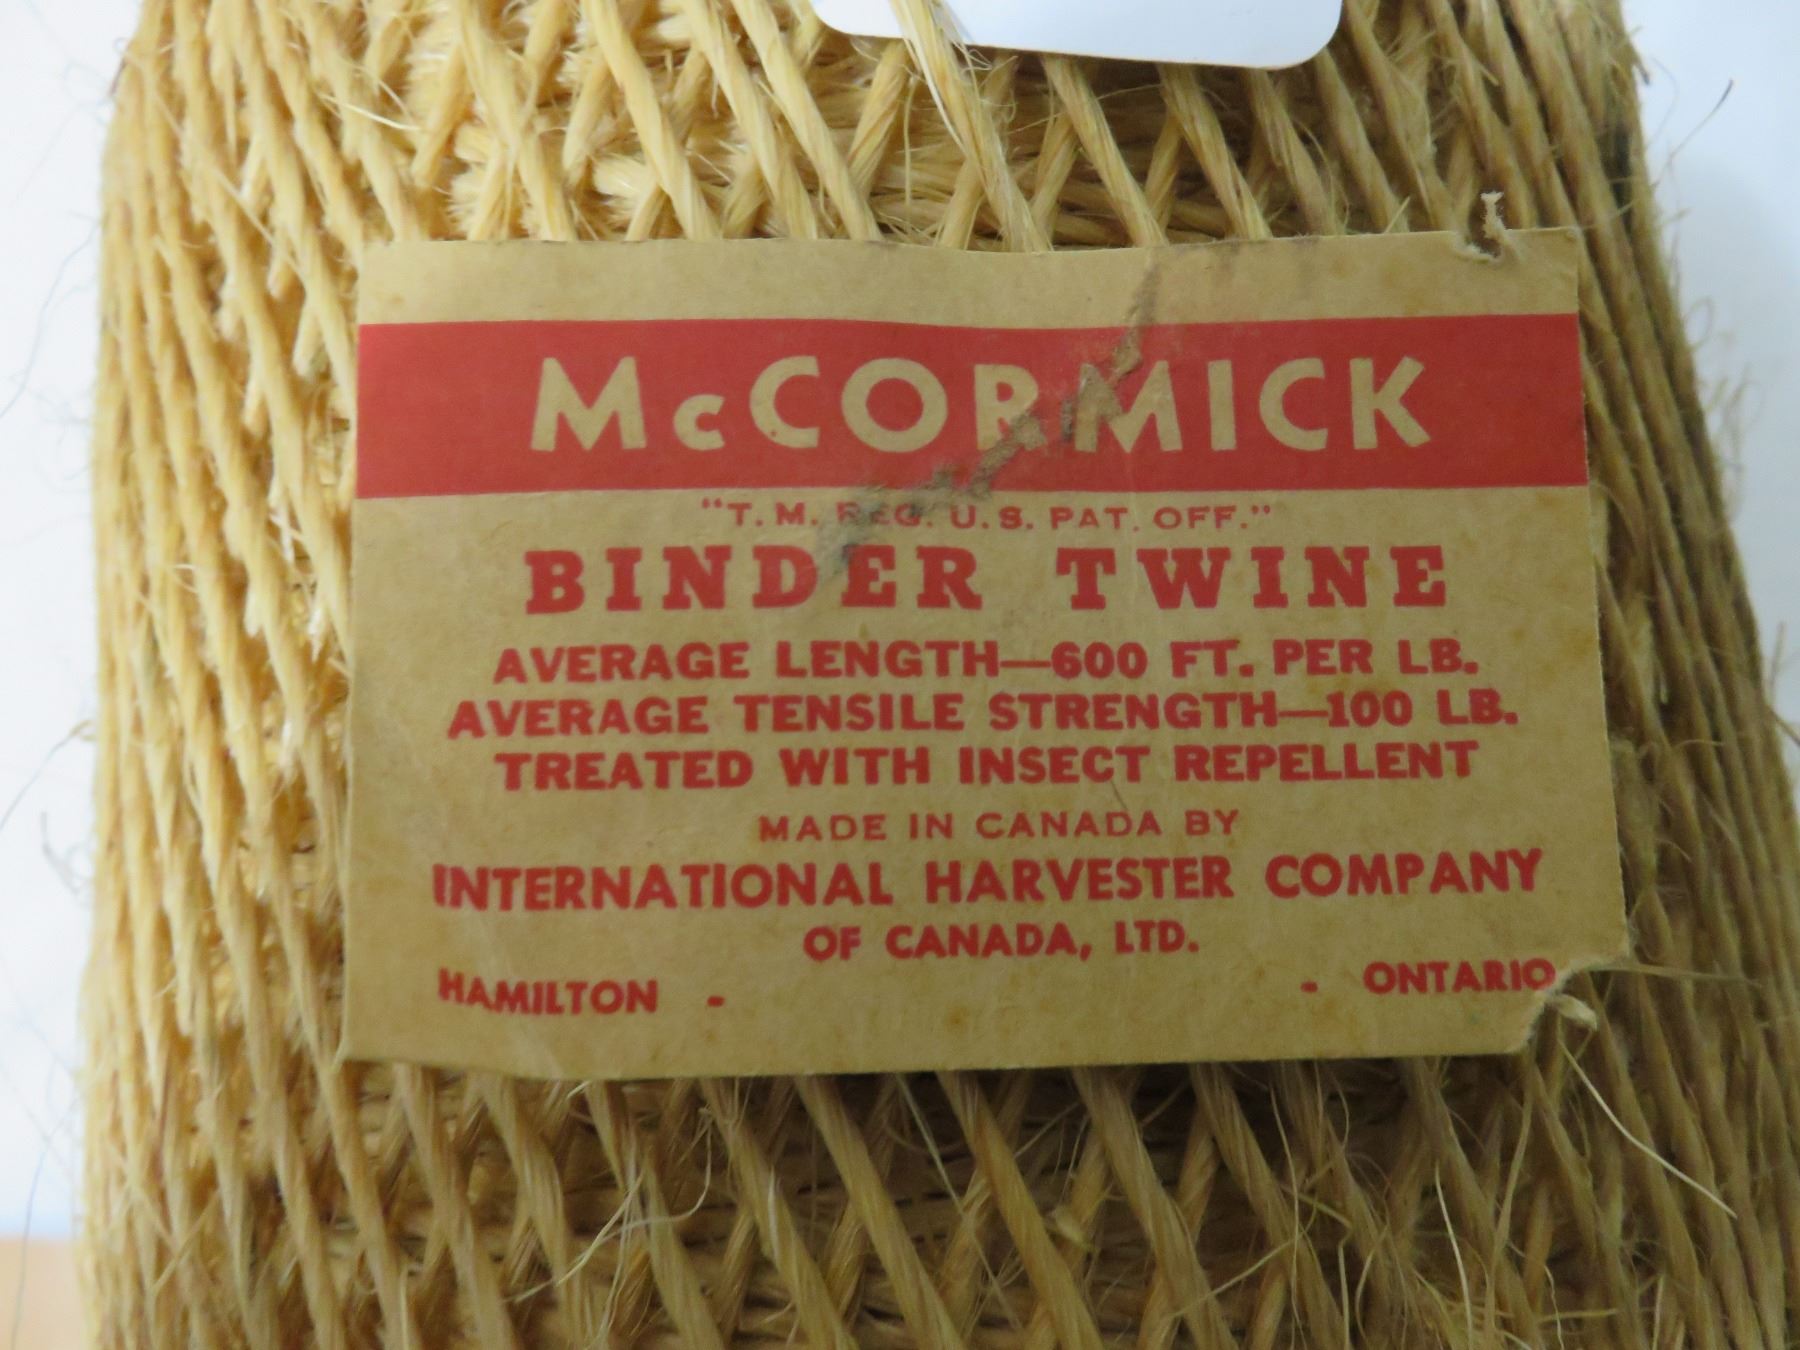 McCORMICK
"T. M. REG. U. S. PAT. OFF."
BINDER TWINE
AVERAGE LENGTH—600 FT. PER LB.
AVERAGE TENSILE STRENGTH—100 LB.
TREATED WITH INSECT REPELLENT
MADE IN CANADA BY
INTERNATIONAL HARVESTER COMPANY
OF CANADA, LTD.
HAMILTON - - ONTARIO